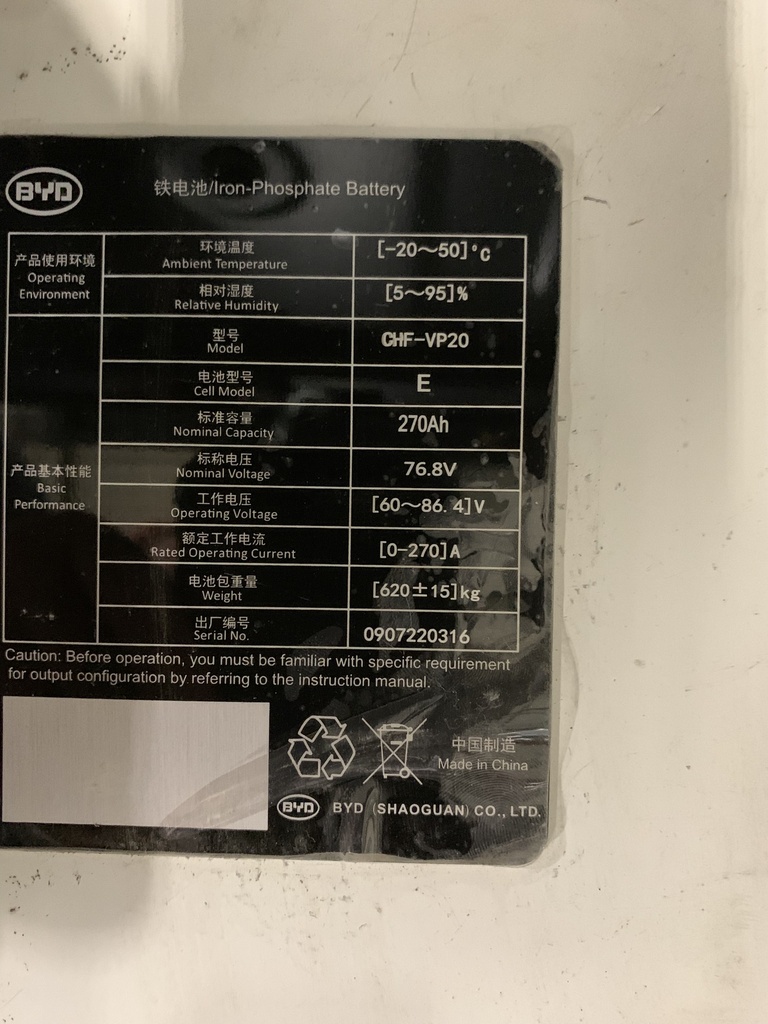 BYD
铁电池/Iron-Phosphate Battery
产品使用环境
Operating
Environment
环境温度
Ambient Temperature
[-20～50]°C
相对湿度
Relative Humidity
[5～95]%
产品基本性能
Basic
Performance
型号
Model
CHF-VP20
电池型号
Cell Model
E
标准容量
Nominal Capacity
270Ah
标称电压
Nominal Voltage
76.8V
工作电压
Operating Voltage
[60～86.4]V
额定工作电流
Rated Operating Current
[0-270]A
电池包重量
Weight
[620±15]kg
出厂编号
Serial No.
0907220316
Caution: Before operation, you must be familiar with specific requirement
for output configuration by referring to the instruction manual.
中国制造
Made in China
BYD BYD (SHAOGUAN) CO., LTD.